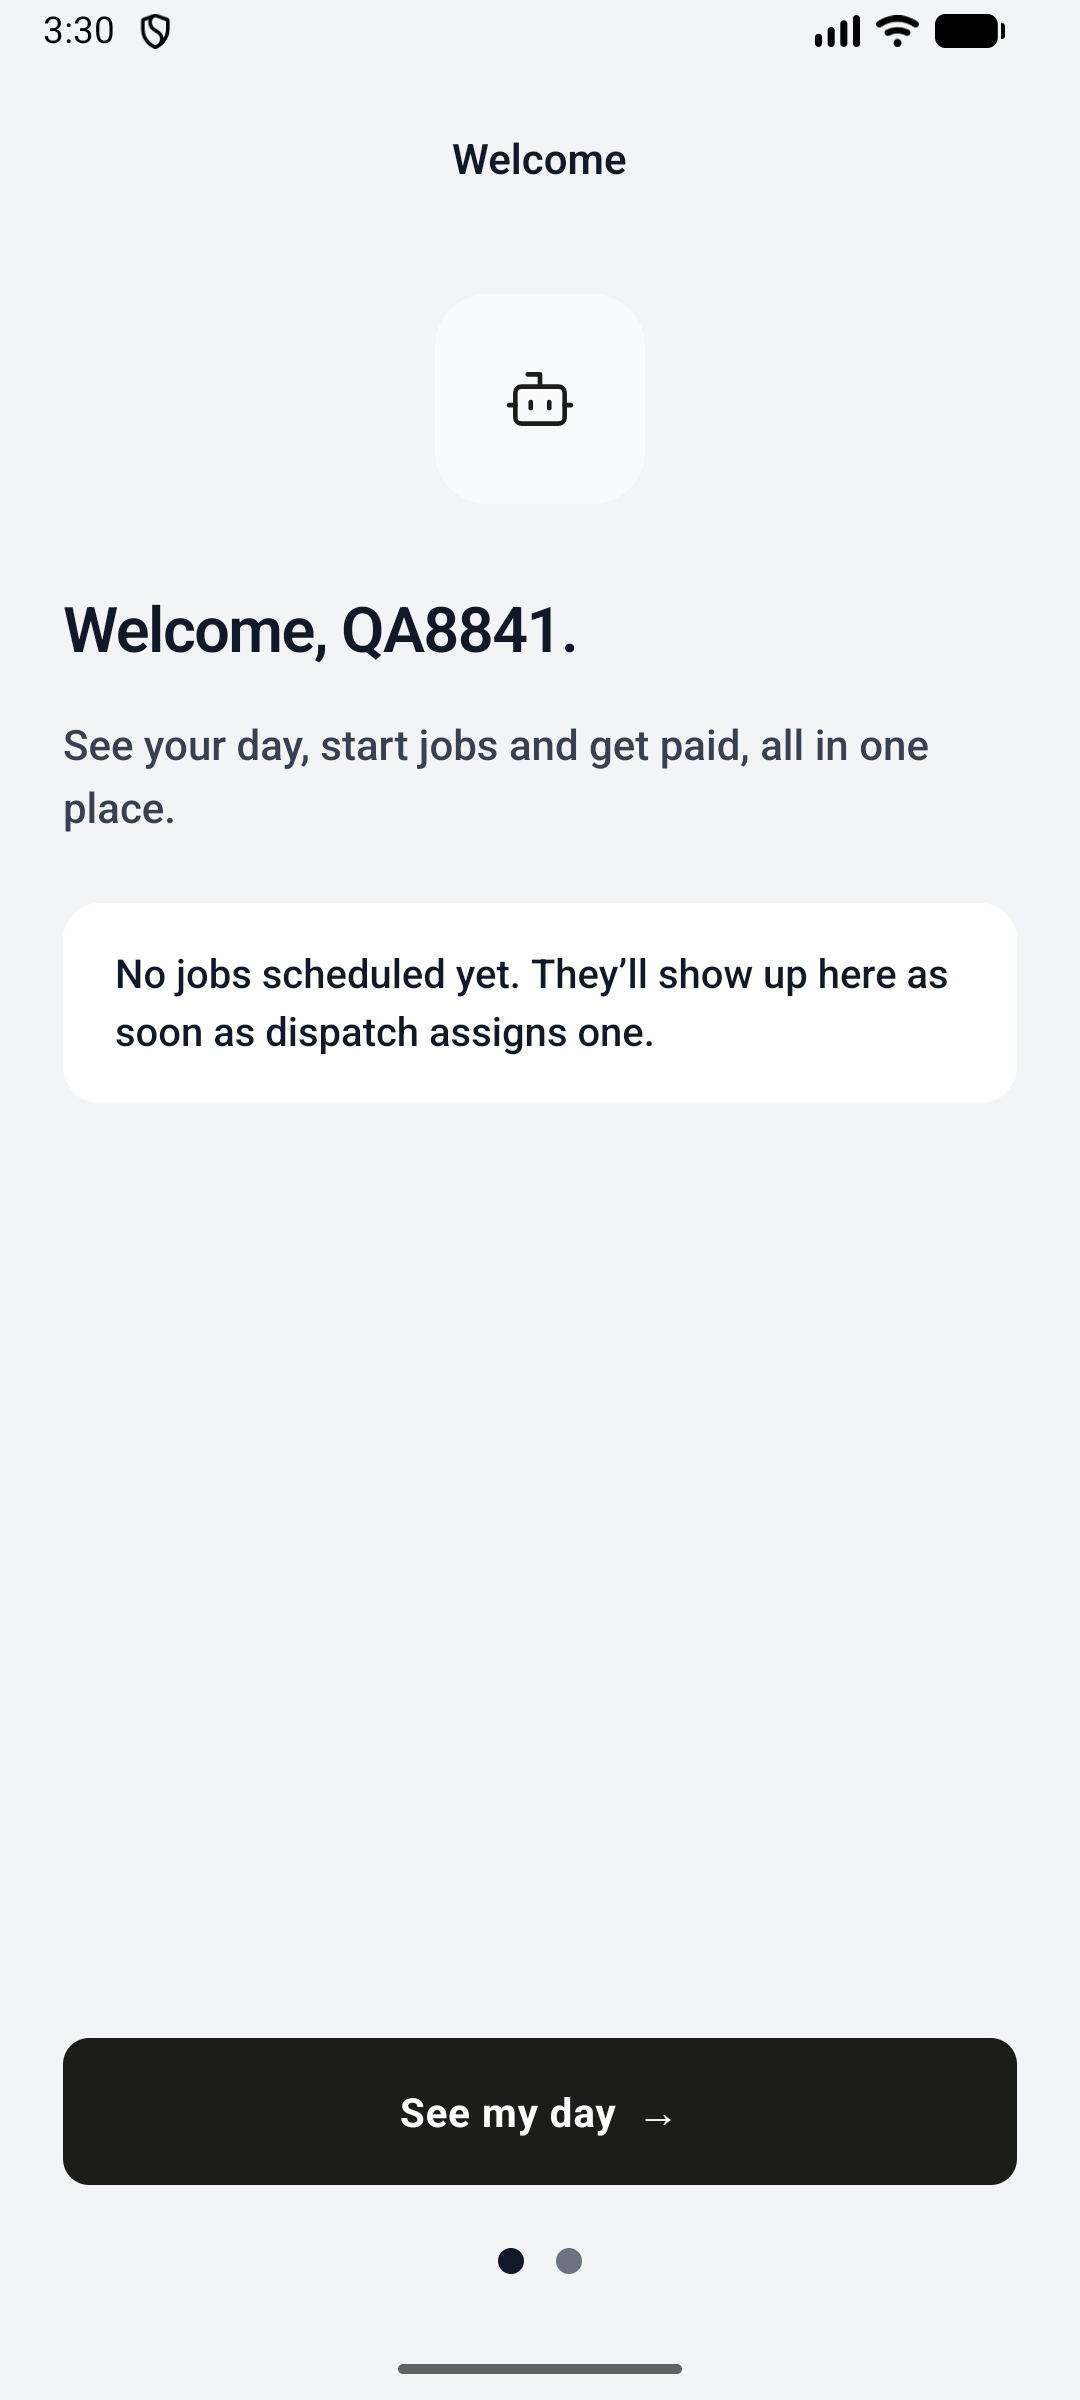 3:30
Welcome
Welcome, QA8841.
See your day, start jobs and get paid, all in one
place.
No jobs scheduled yet. They’ll show up here as
soon as dispatch assigns one.
See my day →